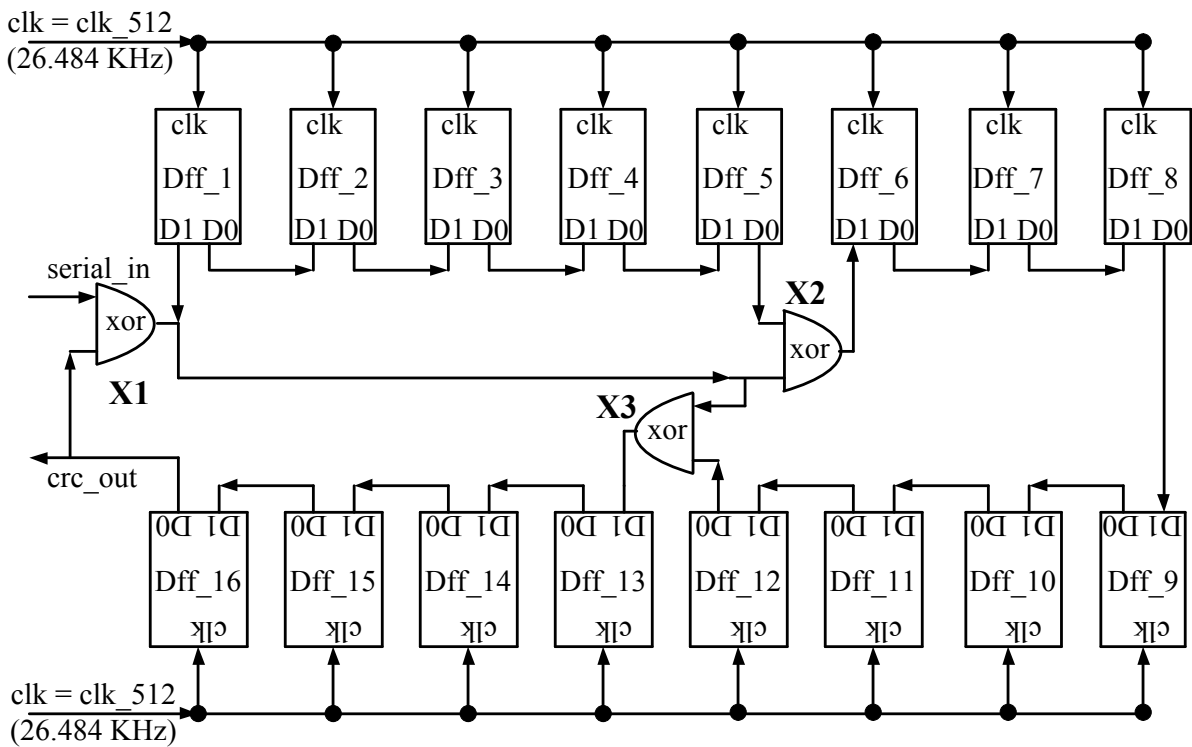 clk = clk_512
(26.484 KHz)
clk clk clk clk clk clk clk clk
Dff_1 Dff_2 Dff_3 Dff_4 Dff_5 Dff_6 Dff_7 Dff_8
D1 D0 D1 D0 D1 D0 D1 D0 D1 D0 D1 D0 D1 D0 D1 D0
serial_in
xor
X1
X2
xor
X3
xor
crc_out
D0 D1 D0 D1 D0 D1 D0 D1 D0 D1 D0 D1 D0 D1 D0 D1
Dff_16 Dff_15 Dff_14 Dff_13 Dff_12 Dff_11 Dff_10 Dff_9
clk clk clk clk clk clk clk clk
clk = clk_512
(26.484 KHz)